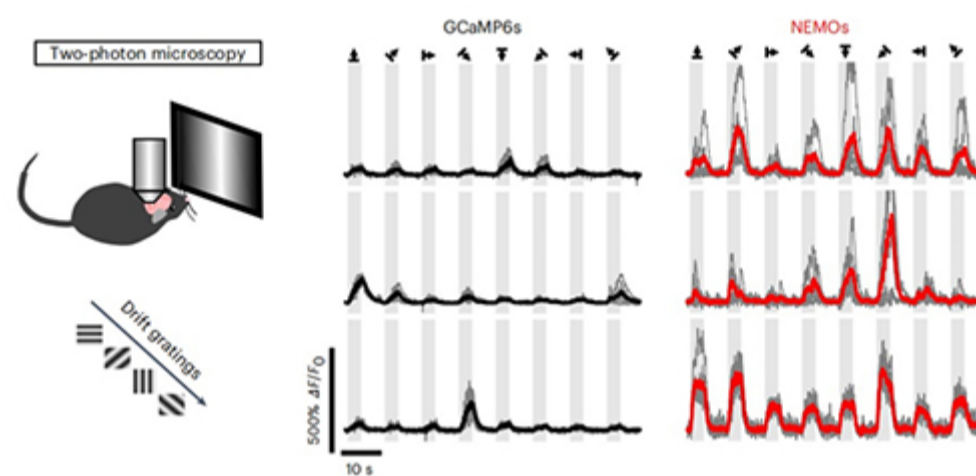 Two-photon microscopy
Drift gratings
GCaMP6s
500% ΔF/F0
10 s
NEMOs